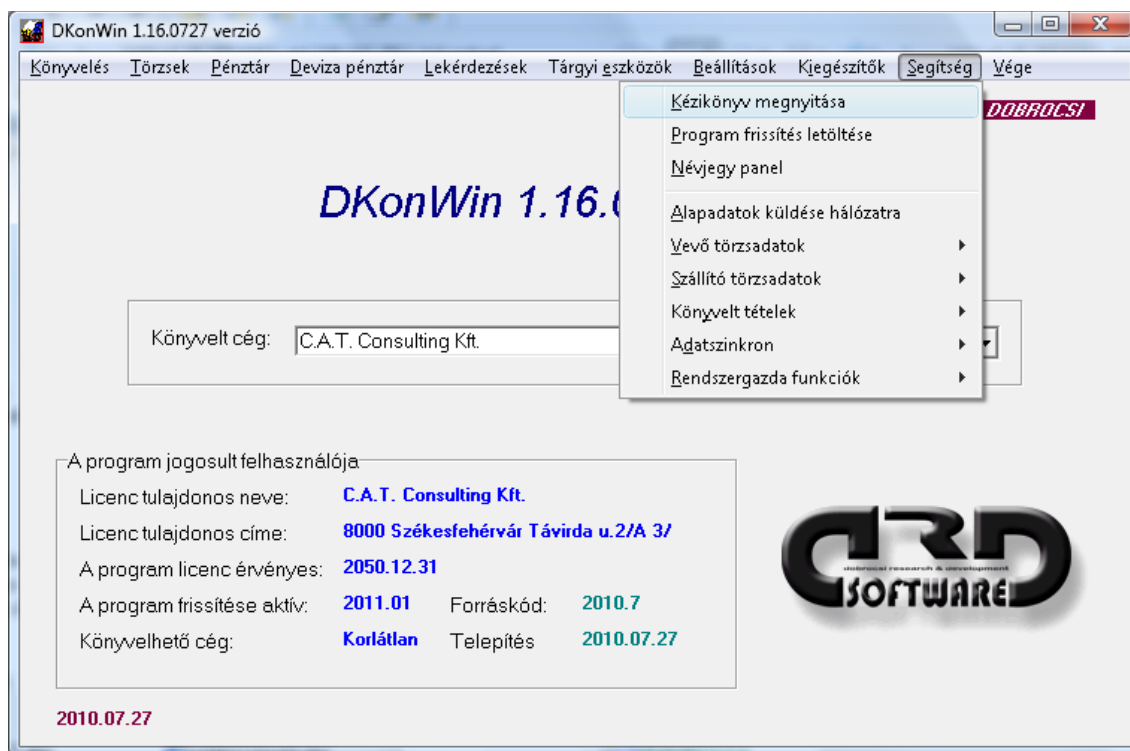 DKonWin 1.16.0727 verzió
Könyvelés Törzsek Pénztár Deviza pénztár Lekérdezések Tárgyi eszközök Beállítások Kiegészítők Segítség Vége
Kézikönyv megnyitása
DOBROCSI
Program frissítés letöltése
Névjegy panel
DKonWin 1.16.
Alapadatok küldése hálózatra
Vevő törzsadatok
Szállító törzsadatok
Könyvelt tételek
Adatszinkron
Rendszergazda funkciók
Könyvelt cég: C.A.T. Consulting Kft.
A program jogosult felhasználója
Licenc tulajdonos neve: C.A.T. Consulting Kft.
Licenc tulajdonos címe: 8000 Székesfehérvár Távirda u.2/A 3/
A program licenc érvényes: 2050.12.31
A program frissítése aktív: 2011.01 Forráskód: 2010.7
Könyvelhető cég: Korlátlan Telepítés 2010.07.27
DRD
dobrocsi research & development
SOFTWARE
2010.07.27